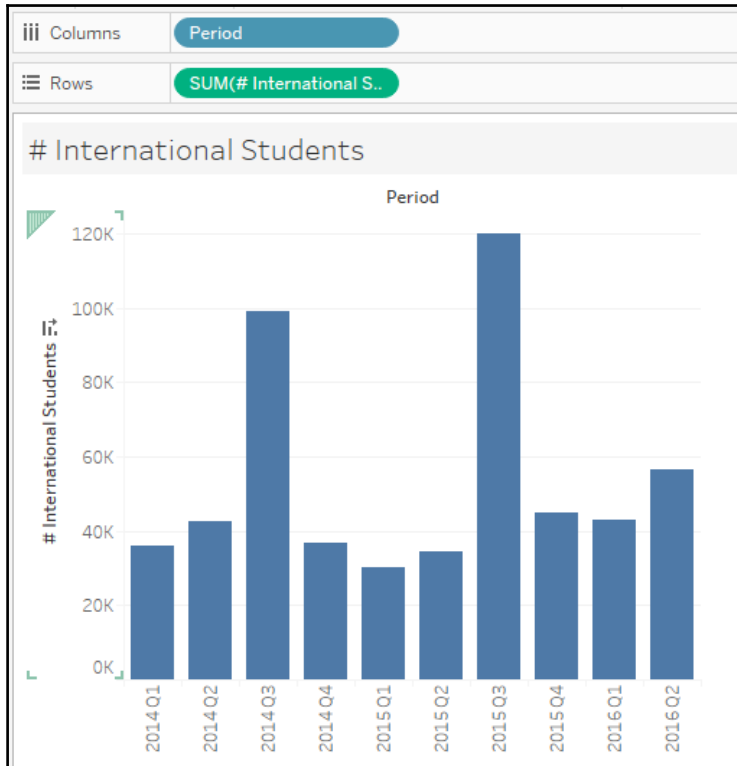 Columns
Period
Rows
SUM(# International S..
# International Students
Period
# International Students
120K
100K
80K
60K
40K
20K
0K
2014 Q1
2014 Q2
2014 Q3
2014 Q4
2015 Q1
2015 Q2
2015 Q3
2015 Q4
2016 Q1
2016 Q2